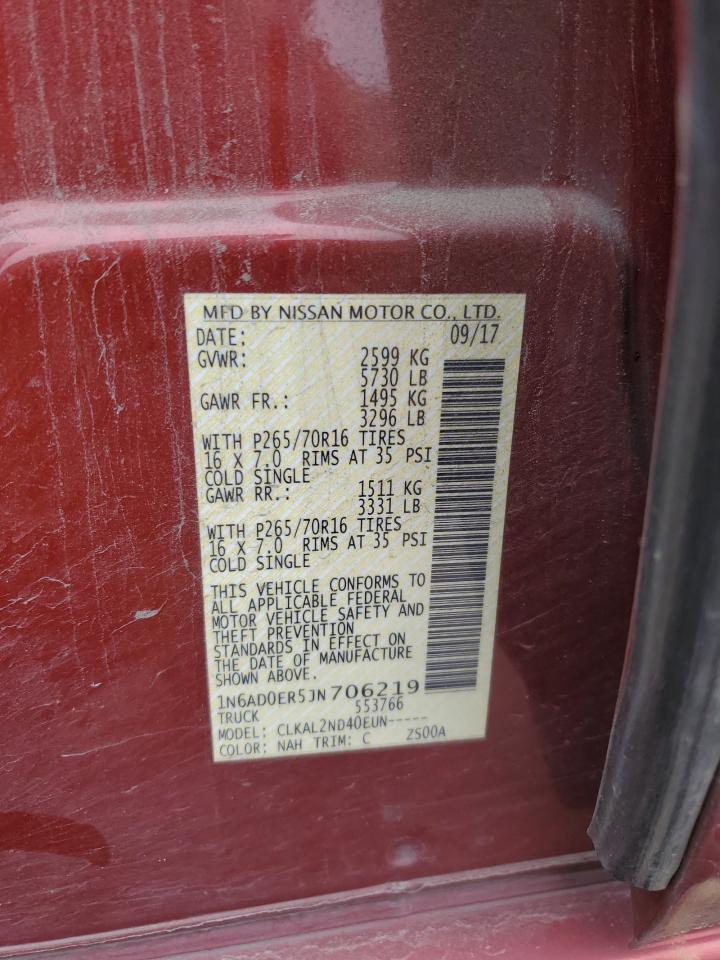 MFD BY NISSAN MOTOR CO., LTD.
DATE: 09/17
GVWR: 2599 KG
5730 LB
GAWR FR.: 1495 KG
3296 LB
WITH P265/70R16 TIRES
16 X 7.0 RIMS AT 35 PSI
COLD SINGLE
GAWR RR.: 1511 KG
3331 LB
WITH P265/70R16 TIRES
16 X 7.0 RIMS AT 35 PSI
COLD SINGLE
THIS VEHICLE CONFORMS TO
ALL APPLICABLE FEDERAL
MOTOR VEHICLE SAFETY AND
THEFT PREVENTION
STANDARDS IN EFFECT ON
THE DATE OF MANUFACTURE
SHOWN ABOVE.
1N6AD0ER5JN706219
TRUCK 553766
MODEL: CLKAL2ND40EUN-----
COLOR: NAH TRIM: C ZS00A